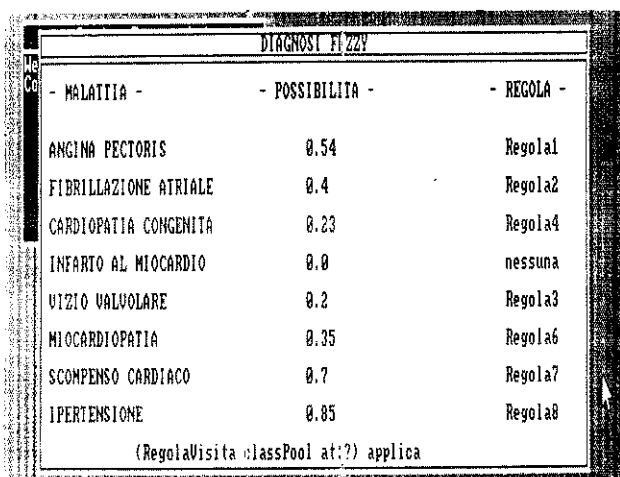 DIAGNOSI FUZZY
He
Co
- MALATTIA - - POSSIBILITA - - REGOLA -
ANGINA PECTORIS 0.54 Regola1
FIBRILLAZIONE ATRIALE 0.4 Regola2
CARDIOPATIA CONGENITA 0.23 Regola4
INFARTO AL MIOCARDIO 0.0 nessuna
VIZIO VALVOLARE 0.2 Regola3
MIOCARDIOPATIA 0.35 Regola6
SCOMPENSO CARDIACO 0.7 Regola7
IPERTENSIONE 0.85 Regola8
(RegolaVisita classPool at:?) applica